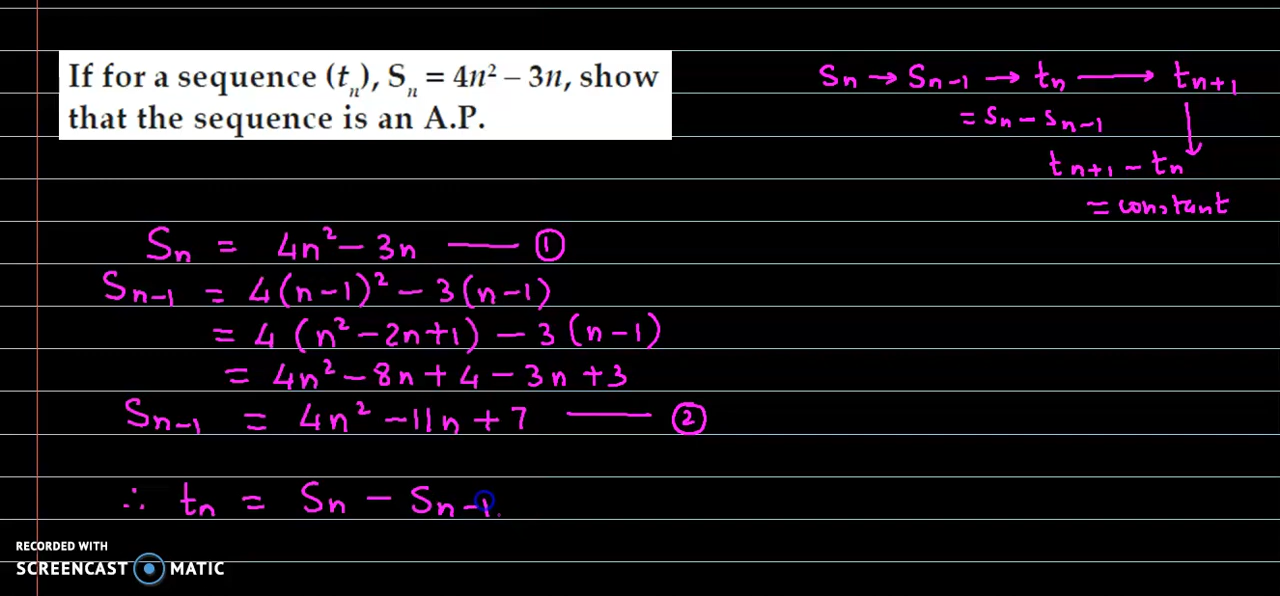 If for a sequence (tₙ), Sₙ = 4n² – 3n, show
that the sequence is an A.P.
Sn → Sn-1 → tn → tn+1
= Sn - Sn-1
tn+1 - tn
= constant
Sn = 4n² - 3n —— ①
Sn-1 = 4(n-1)² - 3(n-1)
= 4(n² - 2n+1) - 3(n-1)
= 4n² - 8n + 4 - 3n + 3
Sn-1 = 4n² - 11n + 7 —— ②
∴ tn = Sn - Sn-1
RECORDED WITH
SCREENCAST MATIC